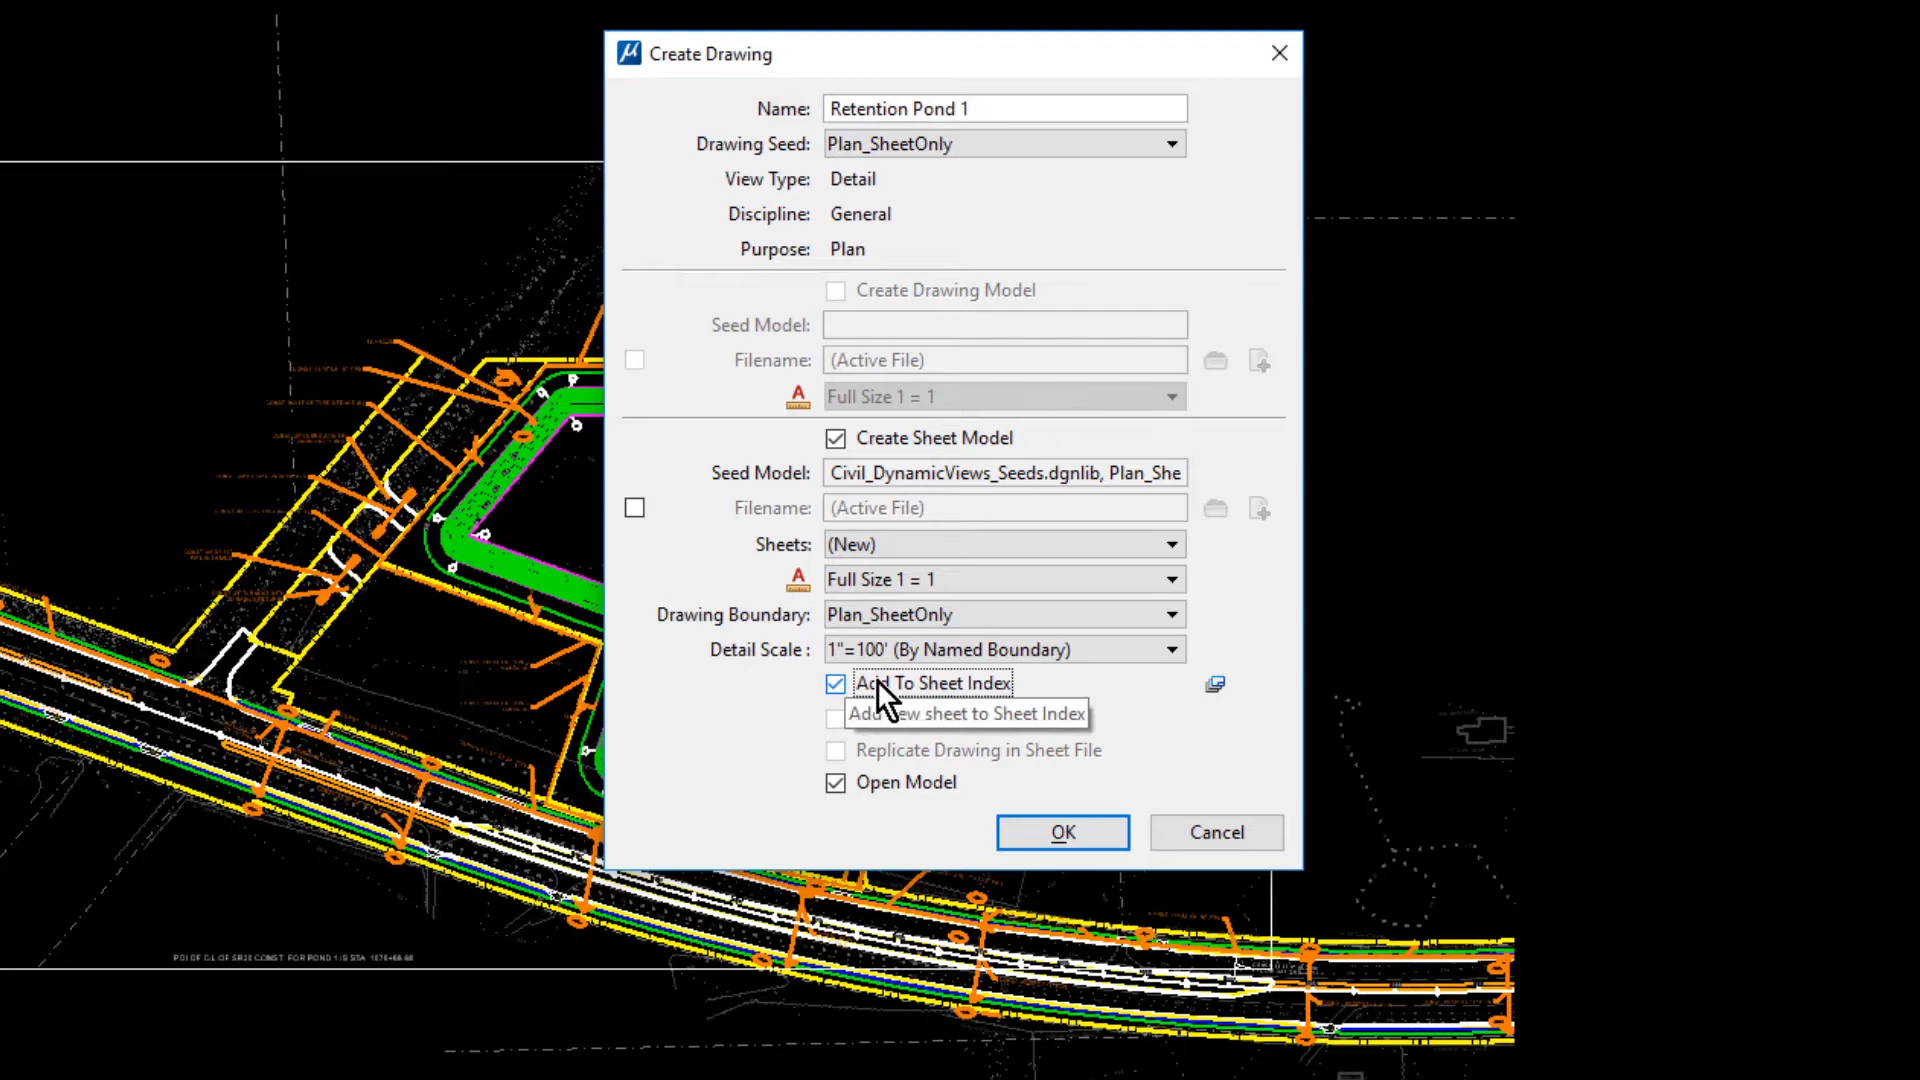 Create Drawing
Name: Retention Pond 1
Drawing Seed: Plan_SheetOnly
View Type: Detail
Discipline: General
Purpose: Plan
Create Drawing Model
Seed Model:
Filename: (Active File)
Full Size 1 = 1
Create Sheet Model
Seed Model: Civil_DynamicViews_Seeds.dgnlib, Plan_She
Filename: (Active File)
Sheets: (New)
Full Size 1 = 1
Drawing Boundary: Plan_SheetOnly
Detail Scale : 1"=100' (By Named Boundary)
Add To Sheet Index
Add new sheet to Sheet Index
Replicate Drawing in Sheet File
Open Model
OK Cancel